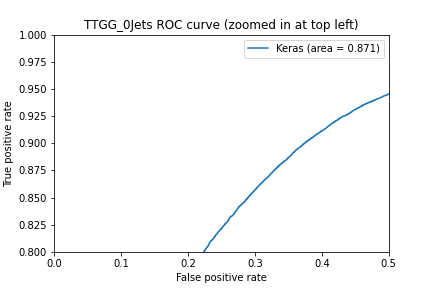 TTGG_0Jets ROC curve (zoomed in at top left)
Keras (area = 0.871)
1.000
0.975
0.950
0.925
0.900
0.875
0.850
0.825
0.800
True positive rate
0.0 0.1 0.2 0.3 0.4 0.5
False positive rate